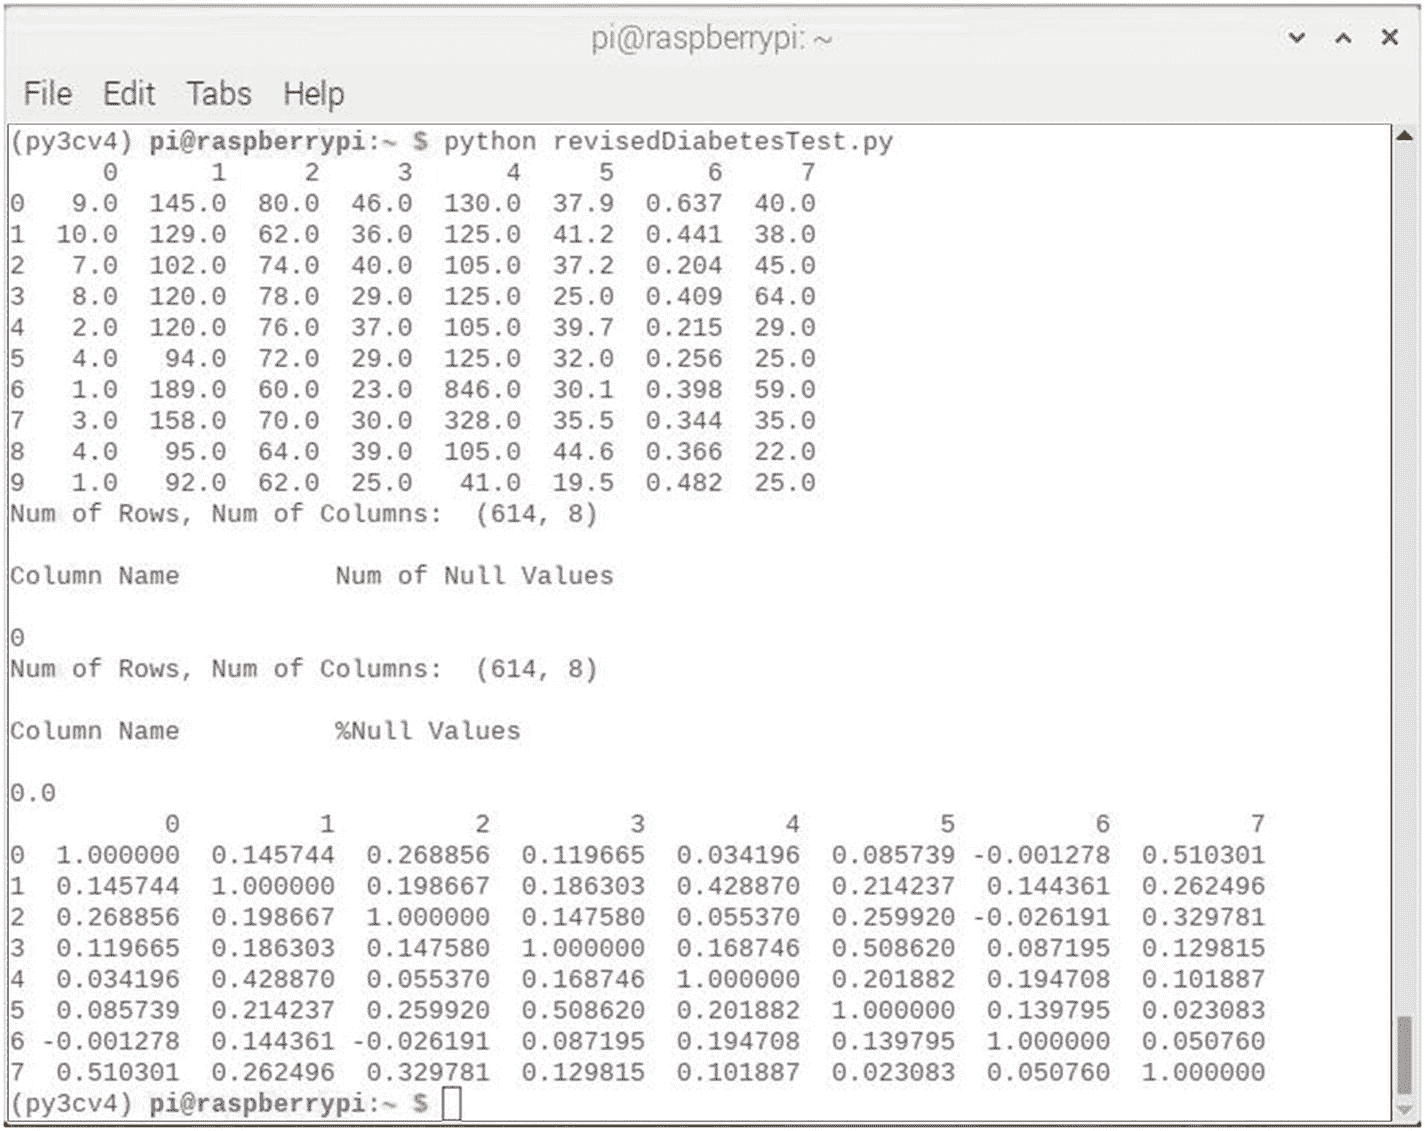 pi@raspberrypi: ~
File Edit Tabs Help
(py3cv4) pi@raspberrypi:~ $ python revisedDiabetesTest.py
0 1 2 3 4 5 6 7
0 9.0 145.0 80.0 46.0 130.0 37.9 0.637 40.0
1 10.0 129.0 62.0 36.0 125.0 41.2 0.441 38.0
2 7.0 102.0 74.0 40.0 105.0 37.2 0.204 45.0
3 8.0 120.0 78.0 29.0 125.0 25.0 0.409 64.0
4 2.0 120.0 76.0 37.0 105.0 39.7 0.215 29.0
5 4.0 94.0 72.0 29.0 125.0 32.0 0.256 25.0
6 1.0 189.0 60.0 23.0 846.0 30.1 0.398 59.0
7 3.0 158.0 70.0 30.0 328.0 35.5 0.344 35.0
8 4.0 95.0 64.0 39.0 105.0 44.6 0.366 22.0
9 1.0 92.0 62.0 25.0 41.0 19.5 0.482 25.0
Num of Rows, Num of Columns: (614, 8)
Column Name Num of Null Values
0
Num of Rows, Num of Columns: (614, 8)
Column Name %Null Values
0.0
0 1 2 3 4 5 6 7
0 1.000000 0.145744 0.268856 0.119665 0.034196 0.085739 -0.001278 0.510301
1 0.145744 1.000000 0.198667 0.186303 0.428870 0.214237 0.144361 0.262496
2 0.268856 0.198667 1.000000 0.147580 0.055370 0.259920 -0.026191 0.329781
3 0.119665 0.186303 0.147580 1.000000 0.168746 0.508620 0.087195 0.129815
4 0.034196 0.428870 0.055370 0.168746 1.000000 0.201882 0.194708 0.101887
5 0.085739 0.214237 0.259920 0.508620 0.201882 1.000000 0.139795 0.023083
6 -0.001278 0.144361 -0.026191 0.087195 0.194708 0.139795 1.000000 0.050760
7 0.510301 0.262496 0.329781 0.129815 0.101887 0.023083 0.050760 1.000000
(py3cv4) pi@raspberrypi:~ $